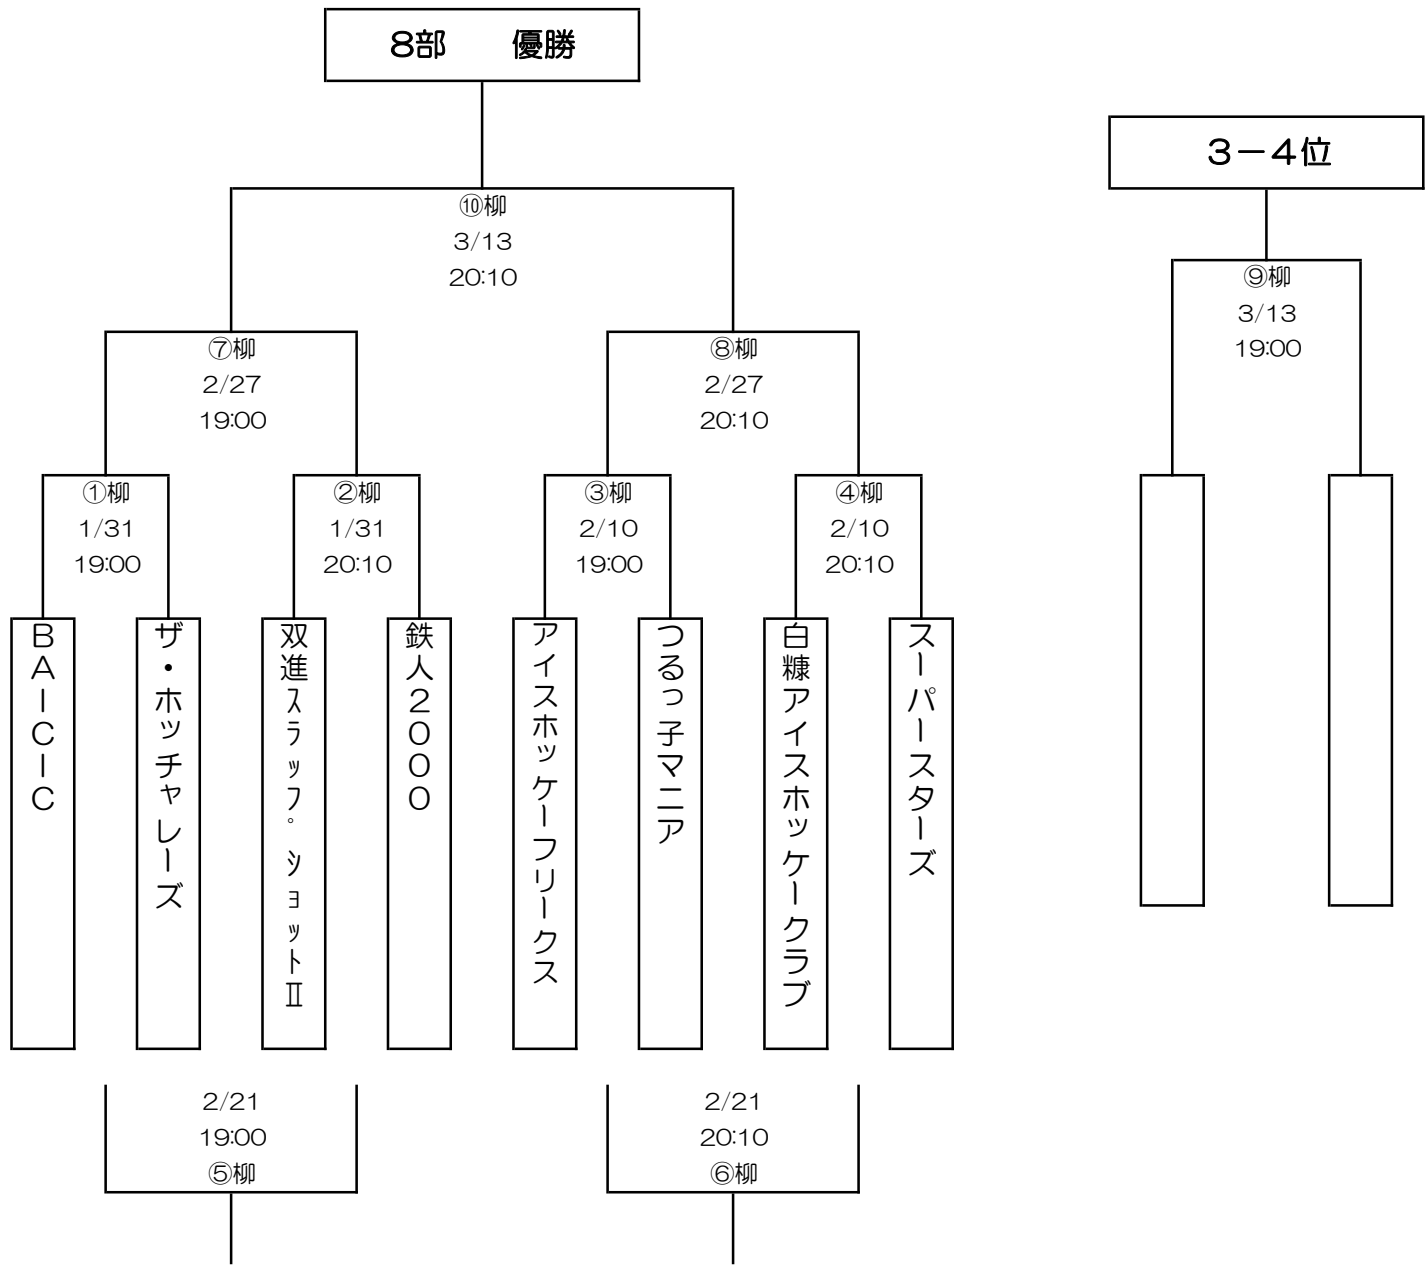 8部　　優勝
3－4位
⑩柳
3/13
20:10
⑨柳
3/13
19:00
⑦柳
2/27
19:00
⑧柳
2/27
20:10
①柳
1/31
19:00
②柳
1/31
20:10
③柳
2/10
19:00
④柳
2/10
20:10
BAICIC
ザ・ホッチャレーズ
双進ｽﾗｯﾌﾟｼｮｯﾄⅡ
鉄人2000
アイスホッケーフリークス
つるっ子マニア
白糠アイスホッケークラブ
スーパースターズ
2/21
19:00
⑤柳
2/21
20:10
⑥柳